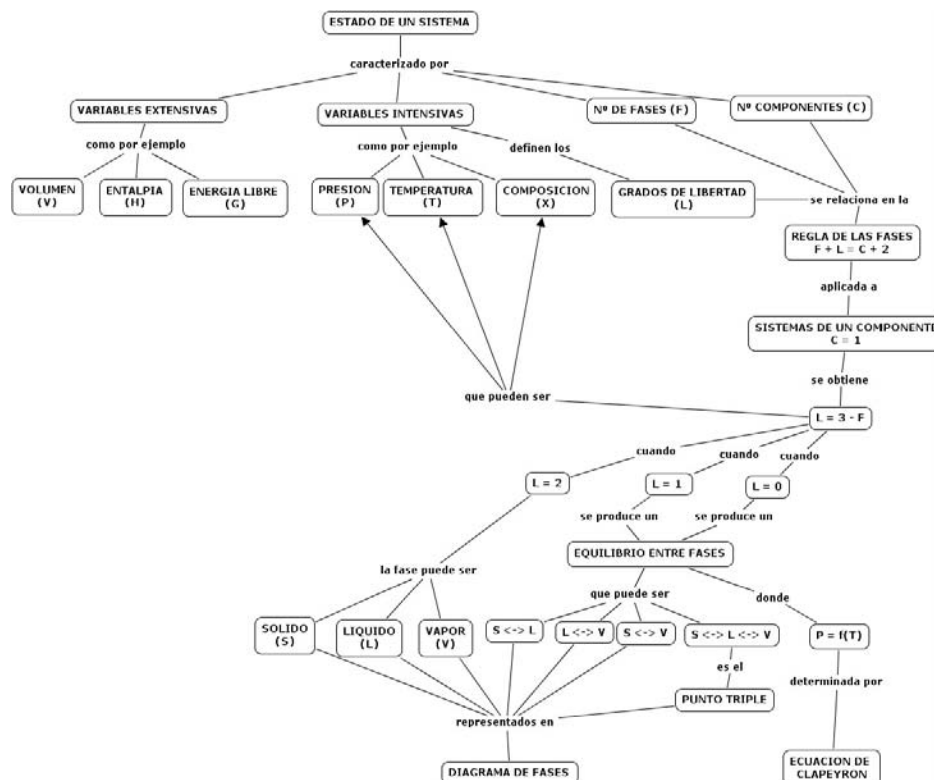 ESTADO DE UN SISTEMA
caracterizado por
VARIABLES EXTENSIVAS
VARIABLES INTENSIVAS
Nº DE FASES (F)
Nº COMPONENTES (C)
como por ejemplo
como por ejemplo
definen los
VOLUMEN
(V)
ENTALPIA
(H)
ENERGIA LIBRE
(G)
PRESION
(P)
TEMPERATURA
(T)
COMPOSICION
(X)
GRADOS DE LIBERTAD
(L)
se relaciona en la
REGLA DE LAS FASES
F + L = C + 2
aplicada a
SISTEMAS DE UN COMPONENTE
C = 1
se obtiene
que pueden ser
L = 3 - F
cuando
cuando
cuando
L = 2
L = 1
L = 0
se produce un
se produce un
EQUILIBRIO ENTRE FASES
la fase puede ser
que puede ser
donde
SOLIDO
(S)
LIQUIDO
(L)
VAPOR
(V)
S <-> L
L <-> V
S <-> V
S <-> L <-> V
P = f(T)
es el
determinada por
PUNTO TRIPLE
representados en
DIAGRAMA DE FASES
ECUACION DE
CLAPEYRON